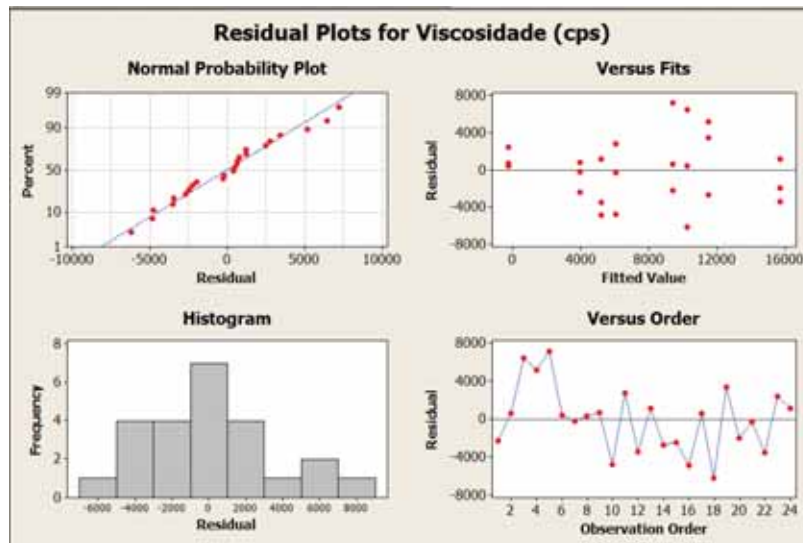 Residual Plots for Viscosidade (cps)
Normal Probability Plot
99
90
50
10
1
Percent
-10000 -5000 0 5000 10000
Residual
Versus Fits
8000
4000
0
-4000
-8000
Residual
0 4000 8000 12000 16000
Fitted Value
Histogram
8
6
4
2
0
Frequency
-6000 -4000 -2000 0 2000 4000 6000 8000
Residual
Versus Order
8000
4000
0
-4000
-8000
Residual
2 4 6 8 10 12 14 16 18 20 22 24
Observation Order